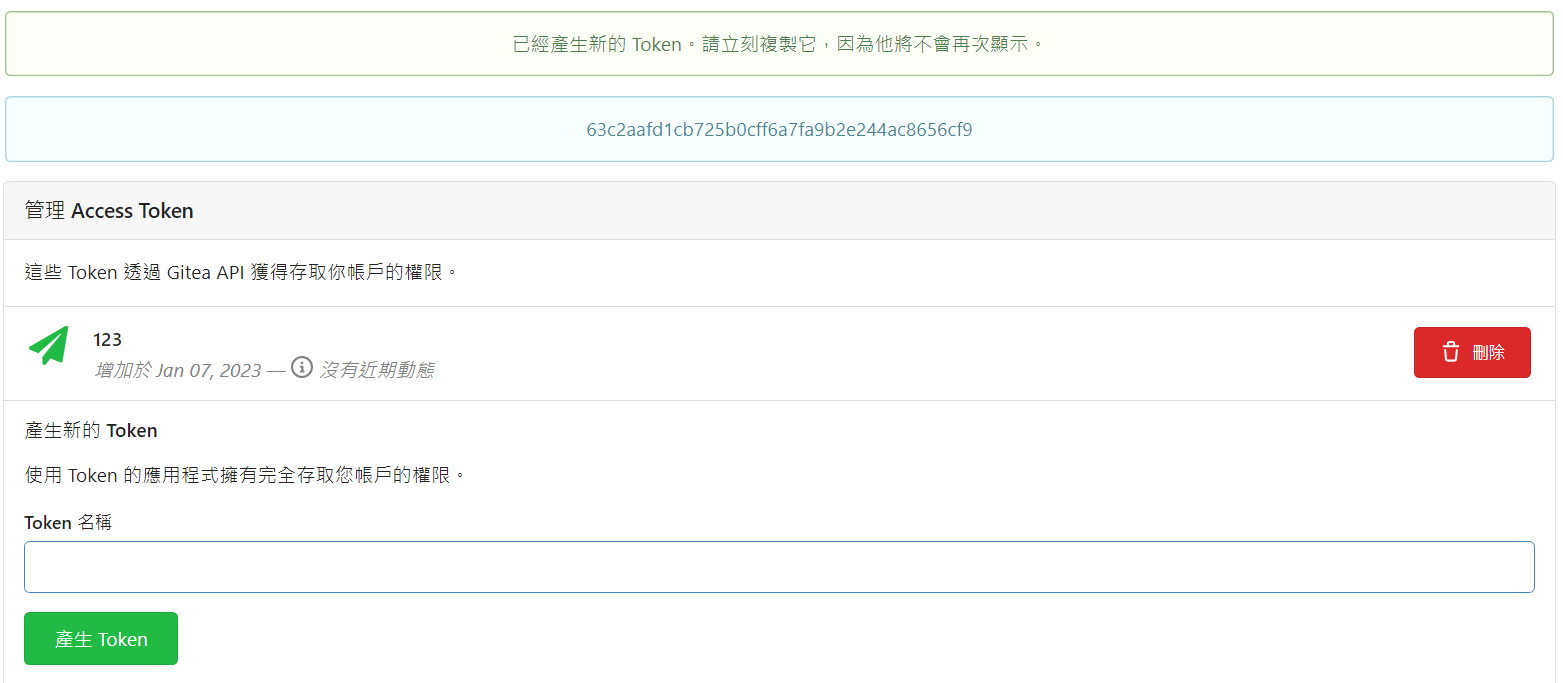 已經產生新的 Token。請立刻複製它，因為他將不會再次顯示。
63c2aafd1cb725b0cff6a7fa9b2e244ac8656cf9
管理 Access Token
這些 Token 透過 Gitea API 獲得存取你帳戶的權限。
123
增加於 Jan 07, 2023 — 沒有近期動態
刪除
產生新的 Token
使用 Token 的應用程式擁有完全存取您帳戶的權限。
Token 名稱
產生 Token